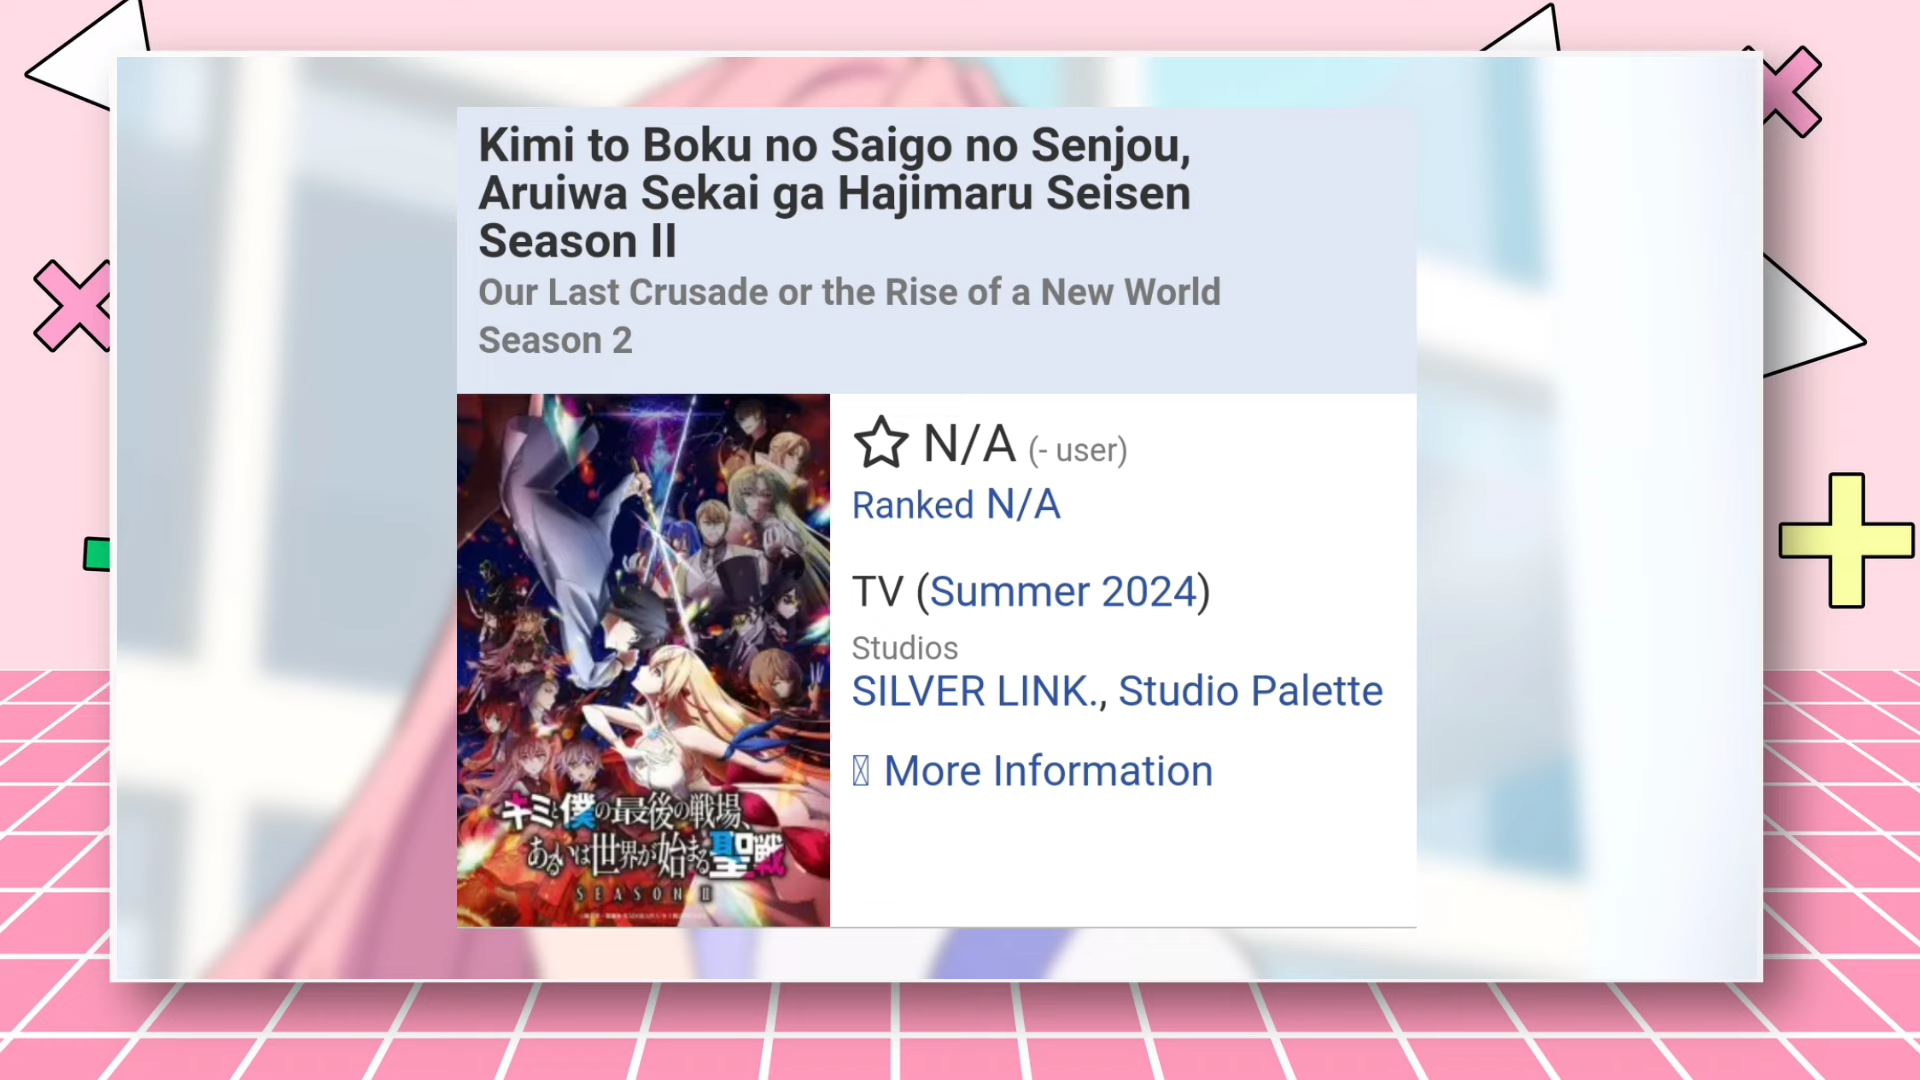 Kimi to Boku no Saigo no Senjou,
Aruiwa Sekai ga Hajimaru Seisen
Season II
Our Last Crusade or the Rise of a New World
Season 2
N/A (- user)
Ranked N/A
TV (Summer 2024)
Studios
SILVER LINK., Studio Palette
More Information
キミと僕の最後の戦場、
あるいは世界が始まる聖戦
SEASON II